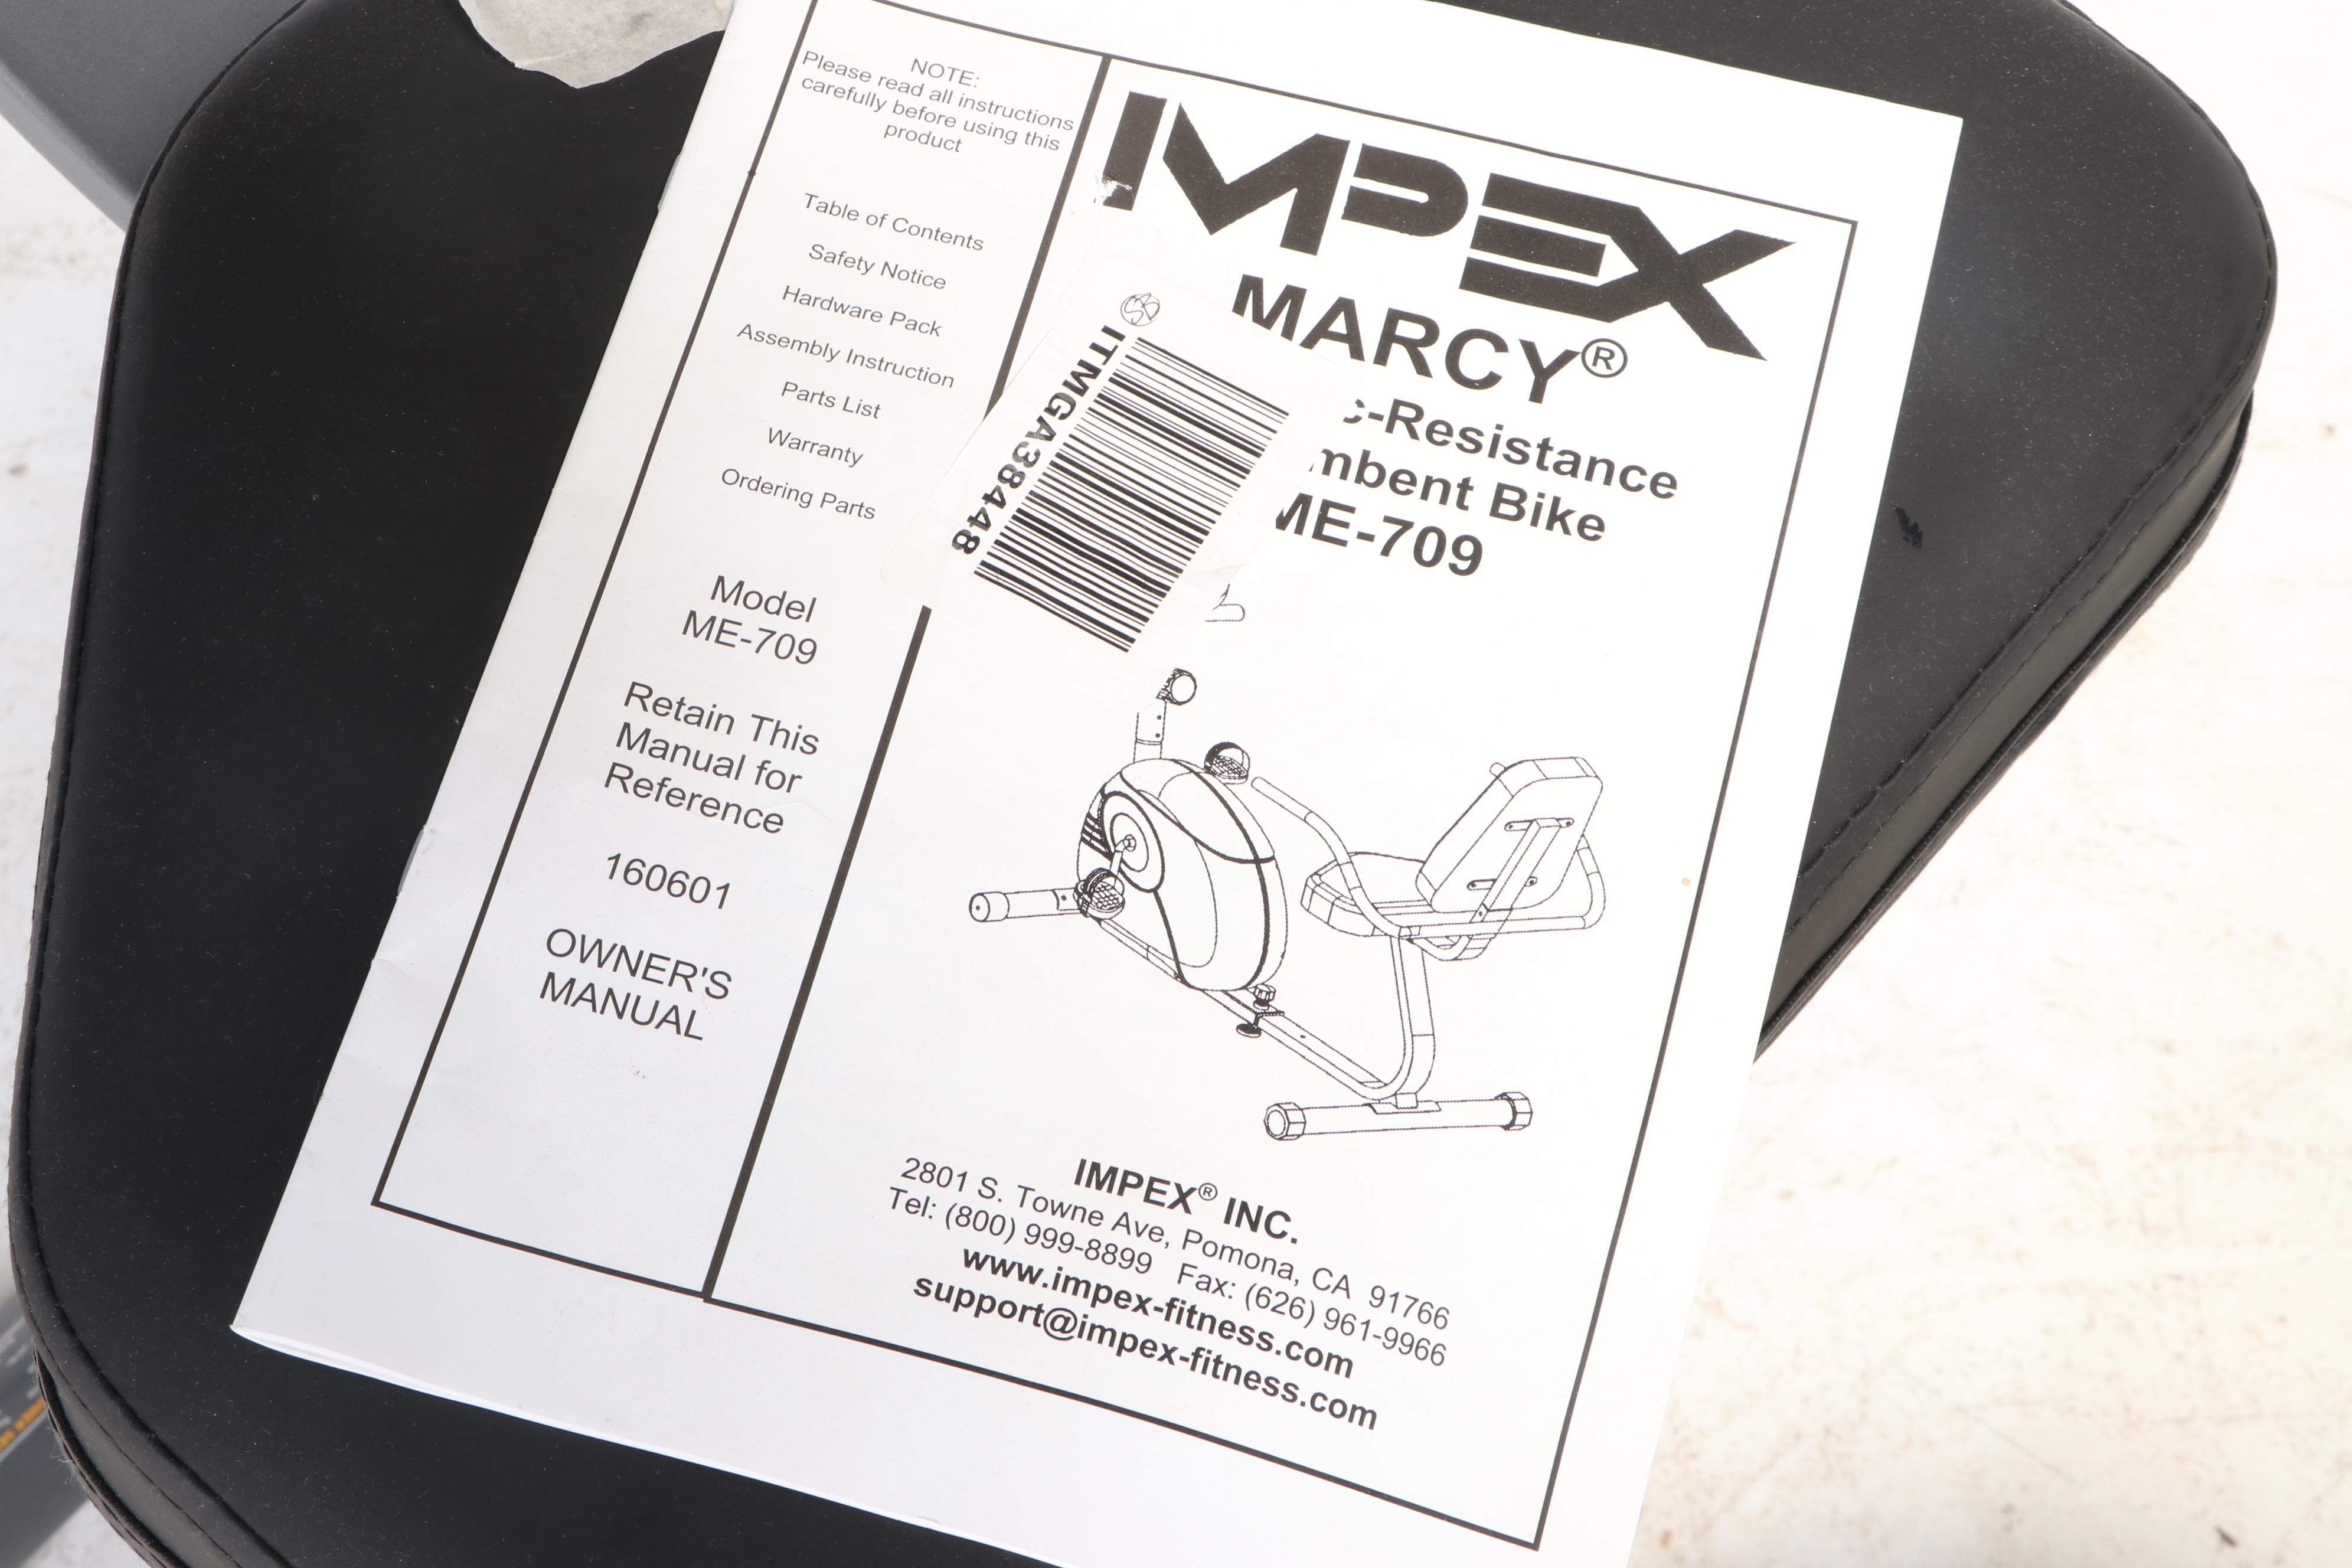 NOTE:
Please read all instructions
carefully before using this
product
Table of Contents
Safety Notice
Hardware Pack
Assembly Instruction
Parts List
Warranty
Ordering Parts
Model
ME-709
Retain This
Manual for
Reference
160601
OWNER'S
MANUAL
IMPEX
MARCY®
c-Resistance
mbent Bike
ME-709
ITMGA38448
IMPEX® INC.
2801 S. Towne Ave, Pomona, CA 91766
Tel: (800) 999-8899 Fax: (626) 961-9966
www.impex-fitness.com
support@impex-fitness.com